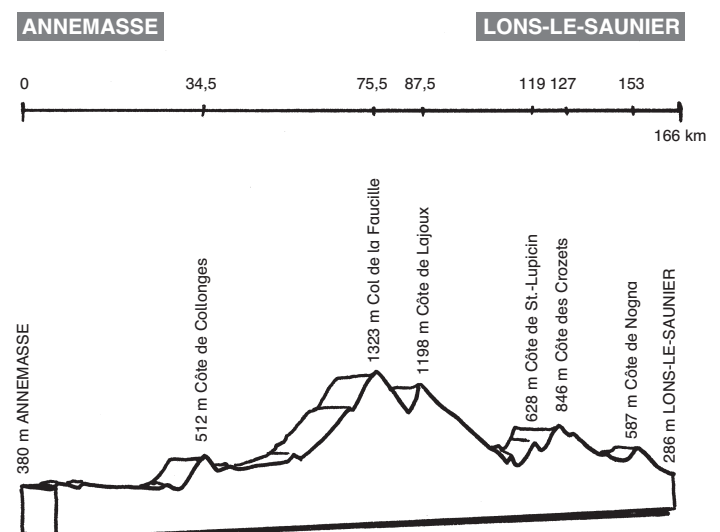 ANNEMASSE
LONS-LE-SAUNIER
0 34,5 75,5 87,5 119 127 153
166 km
380 m ANNEMASSE
512 m Côte de Collonges
1323 m Col de la Faucille
1198 m Côte de Lajoux
628 m Côte de St.-Lupicin
846 m Côte des Crozets
587 m Côte de Nogna
286 m LONS-LE-SAUNIER